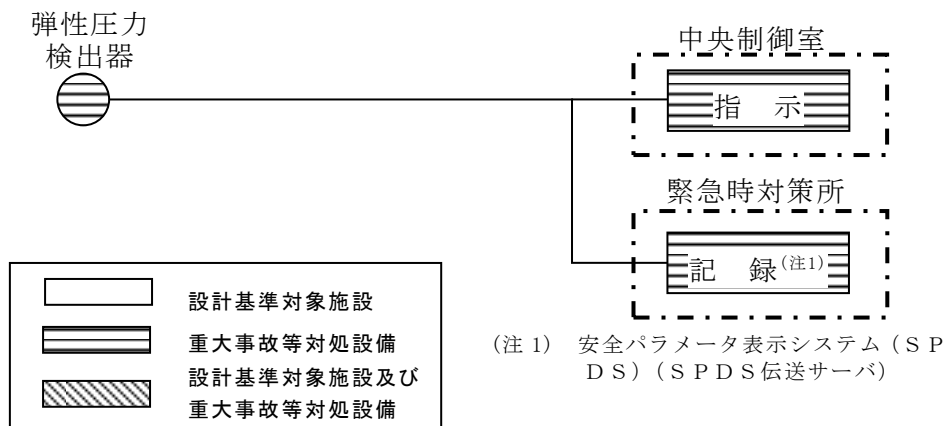 弾性圧力
検出器
中央制御室
指　示
緊急時対策所
記　録(注1)
設計基準対象施設
重大事故等対処設備
設計基準対象施設及び
重大事故等対処設備
(注 1)　安全パラメータ表示システム（ＳＰ
ＤＳ）（ＳＰＤＳ伝送サーバ）